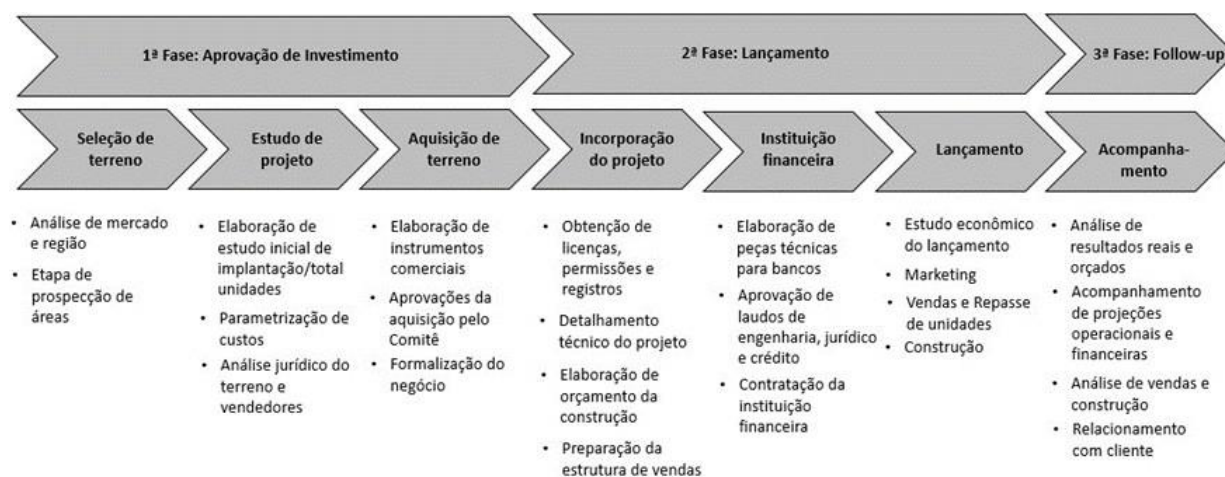 1ª Fase: Aprovação de Investimento
2ª Fase: Lançamento
3ª Fase: Follow-up
Seleção de
terreno
Estudo de
projeto
Aquisição de
terreno
Incorporação
do projeto
Instituição
financeira
Lançamento
Acompanha-
mento
• Análise de mercado
e região
• Etapa de
prospecção de
áreas
• Elaboração de
estudo inicial de
implantação/total
unidades
• Parametrização de
custos
• Análise jurídico do
terreno e
vendedores
• Elaboração de
instrumentos
comerciais
• Aprovações da
aquisição pelo
Comitê
• Formalização do
negócio
• Obtenção de
licenças,
permissões e
registros
• Detalhamento
técnico do projeto
• Elaboração de
orçamento da
construção
• Preparação da
estrutura de vendas
• Elaboração de
peças técnicas
para bancos
• Aprovação de
laudos de
engenharia, jurídico
e crédito
• Contratação da
instituição
financeira
• Estudo econômico
do lançamento
• Marketing
• Vendas e Repasse
de unidades
• Construção
• Análise de
resultados reais e
orçados
• Acompanhamento
de projeções
operacionais e
financeiras
• Análise de vendas e
construção
• Relacionamento
com cliente